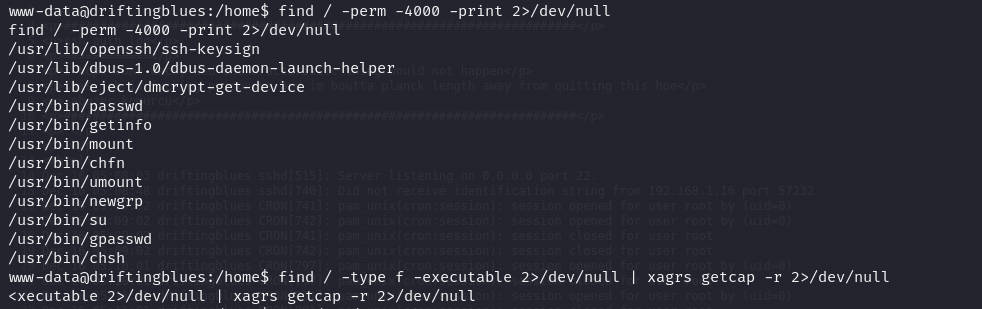 www-data@driftingblues:/home$ find / -perm -4000 -print 2>/dev/null
find / -perm -4000 -print 2>/dev/null
/usr/lib/openssh/ssh-keysign
/usr/lib/dbus-1.0/dbus-daemon-launch-helper
/usr/lib/eject/dmcrypt-get-device
/usr/bin/passwd
/usr/bin/getinfo
/usr/bin/mount
/usr/bin/chfn
/usr/bin/umount
/usr/bin/newgrp
/usr/bin/su
/usr/bin/gpasswd
/usr/bin/chsh
www-data@driftingblues:/home$ find / -type f -executable 2>/dev/null | xagrs getcap -r 2>/dev/null
<xecutable 2>/dev/null | xagrs getcap -r 2>/dev/null